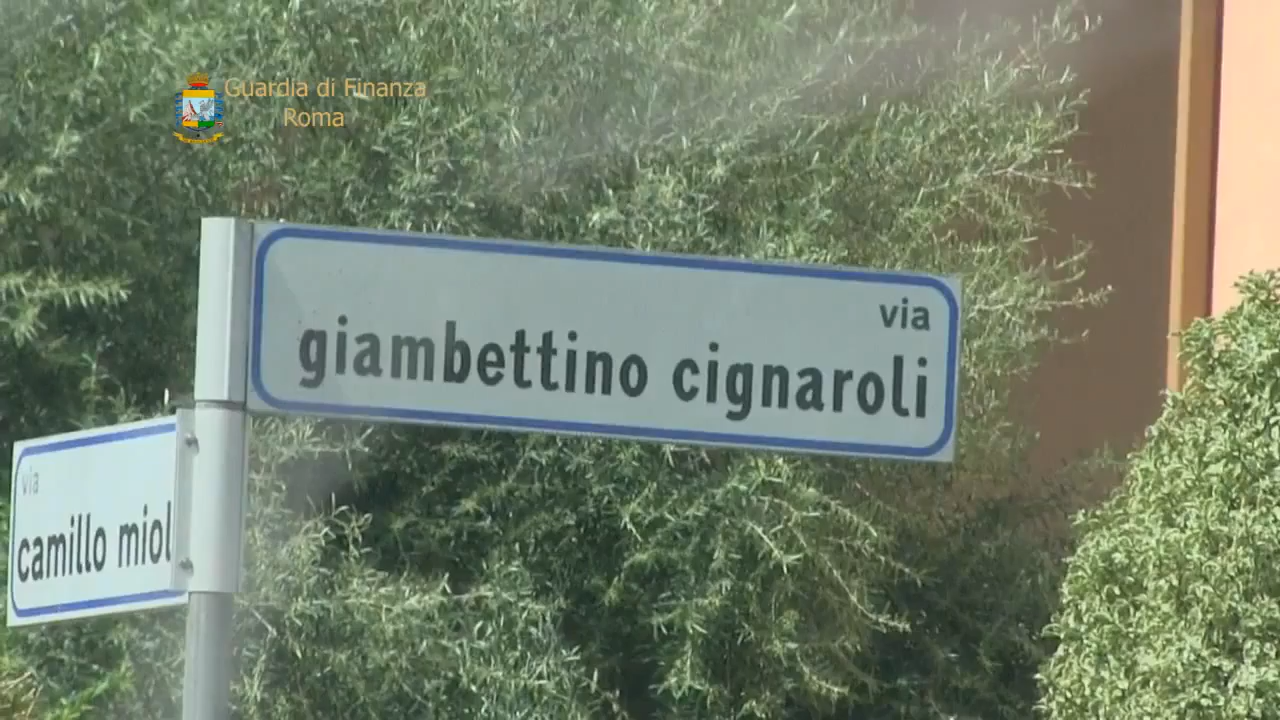 Guardia di Finanza
Roma
via
giambettino cignaroli
via
camillo miol